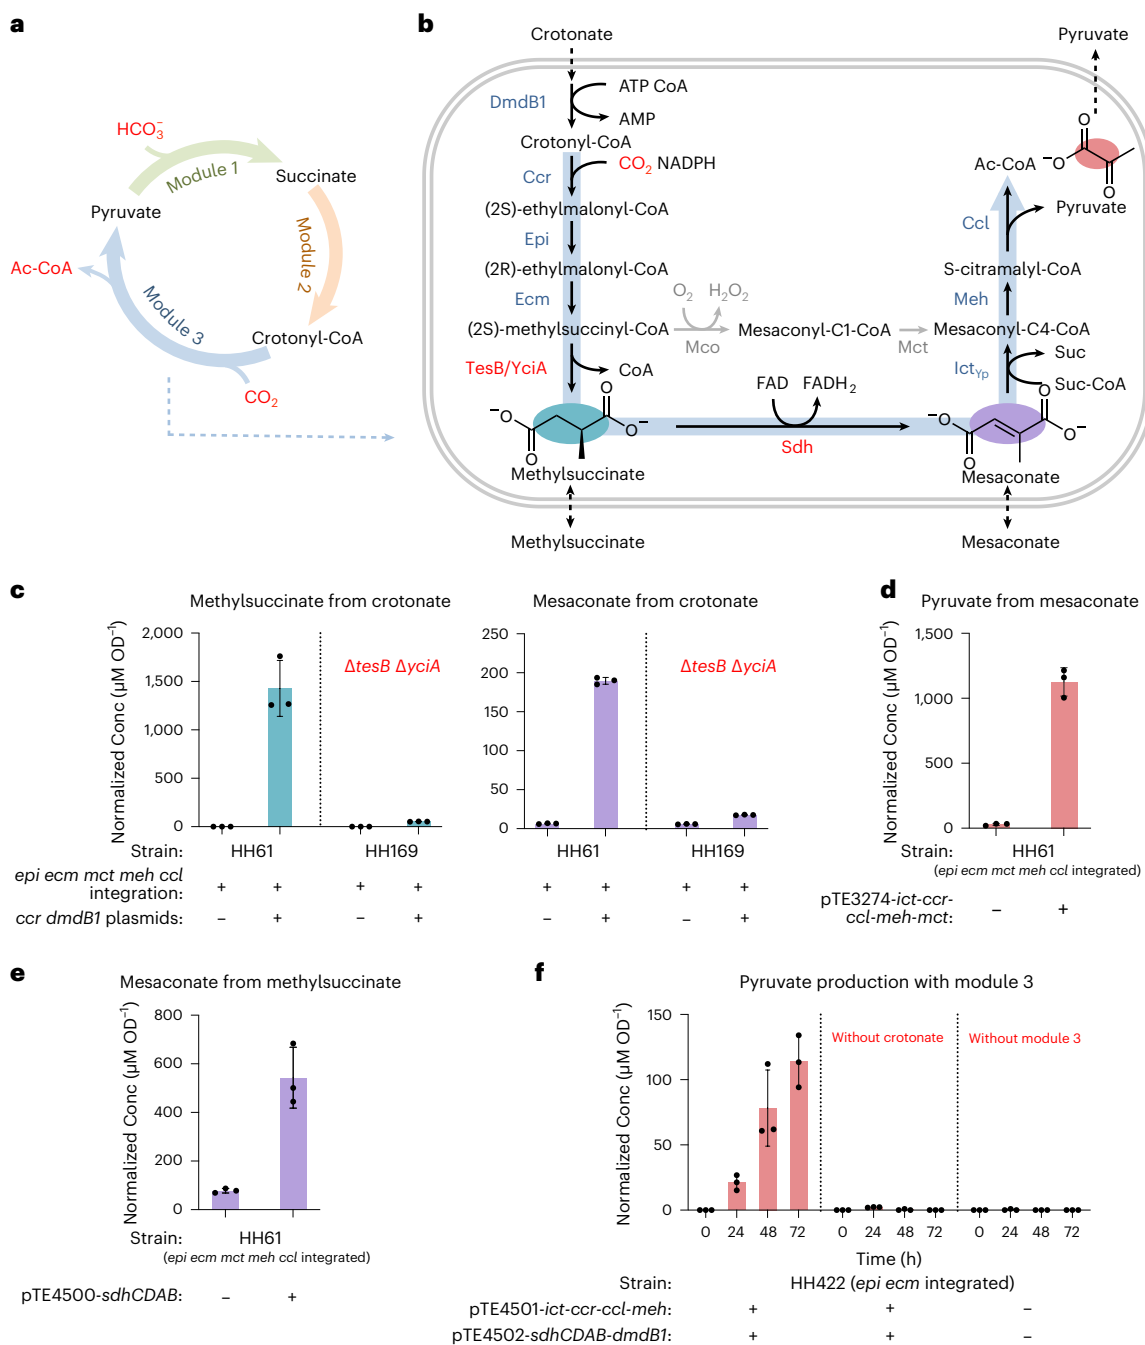 a
HCO₃⁻
Module 1
Succinate
Pyruvate
Module 2
Ac-CoA
Module 3
Crotonyl-CoA
CO₂
b
Crotonate
Pyruvate
DmdB1
ATP CoA
AMP
Crotonyl-CoA
Ccr
CO₂ NADPH
(2S)-ethylmalonyl-CoA
Epi
(2R)-ethylmalonyl-CoA
Ecm
(2S)-methylsuccinyl-CoA
O₂
H₂O₂
Mco
Mesaconyl-C1-CoA
Mct
Mesaconyl-C4-CoA
Meh
S-citramalyl-CoA
Ccl
Ac-CoA
Pyruvate
⁻O
O
O
TesB/YciA
CoA
FAD
FADH₂
Sdh
Ict_Yp
Suc
Suc-CoA
⁻O
O
O
O⁻
Methylsuccinate
⁻O
O
O
O⁻
Mesaconate
Methylsuccinate
Mesaconate
c
Methylsuccinate from crotonate
Normalized Conc (µM OD⁻¹)
2,000
1,500
1,000
500
0
ΔtesB ΔyciA
Mesaconate from crotonate
250
200
150
100
50
0
ΔtesB ΔyciA
Strain: HH61 HH169 HH61 HH169
epi ecm mct meh ccl
integration: + + + + + + + +
ccr dmdB1 plasmids: – + – + – + – +
d
Pyruvate from mesaconate
Normalized Conc (µM OD⁻¹)
1,500
1,000
500
0
Strain: HH61
(epi ecm mct meh ccl integrated)
pTE3274-ict-ccr-
ccl-meh-mct: – +
e
Mesaconate from methylsuccinate
Normalized Conc (µM OD⁻¹)
800
600
400
200
0
Strain: HH61
(epi ecm mct meh ccl integrated)
pTE4500-sdhCDAB: – +
f
Pyruvate production with module 3
Normalized Conc (µM OD⁻¹)
150
100
50
0
Without crotonate
Without module 3
0 24 48 72 0 24 48 72 0 24 48 72
Time (h)
Strain: HH422 (epi ecm integrated)
pTE4501-ict-ccr-ccl-meh: + + –
pTE4502-sdhCDAB-dmdB1: + + –